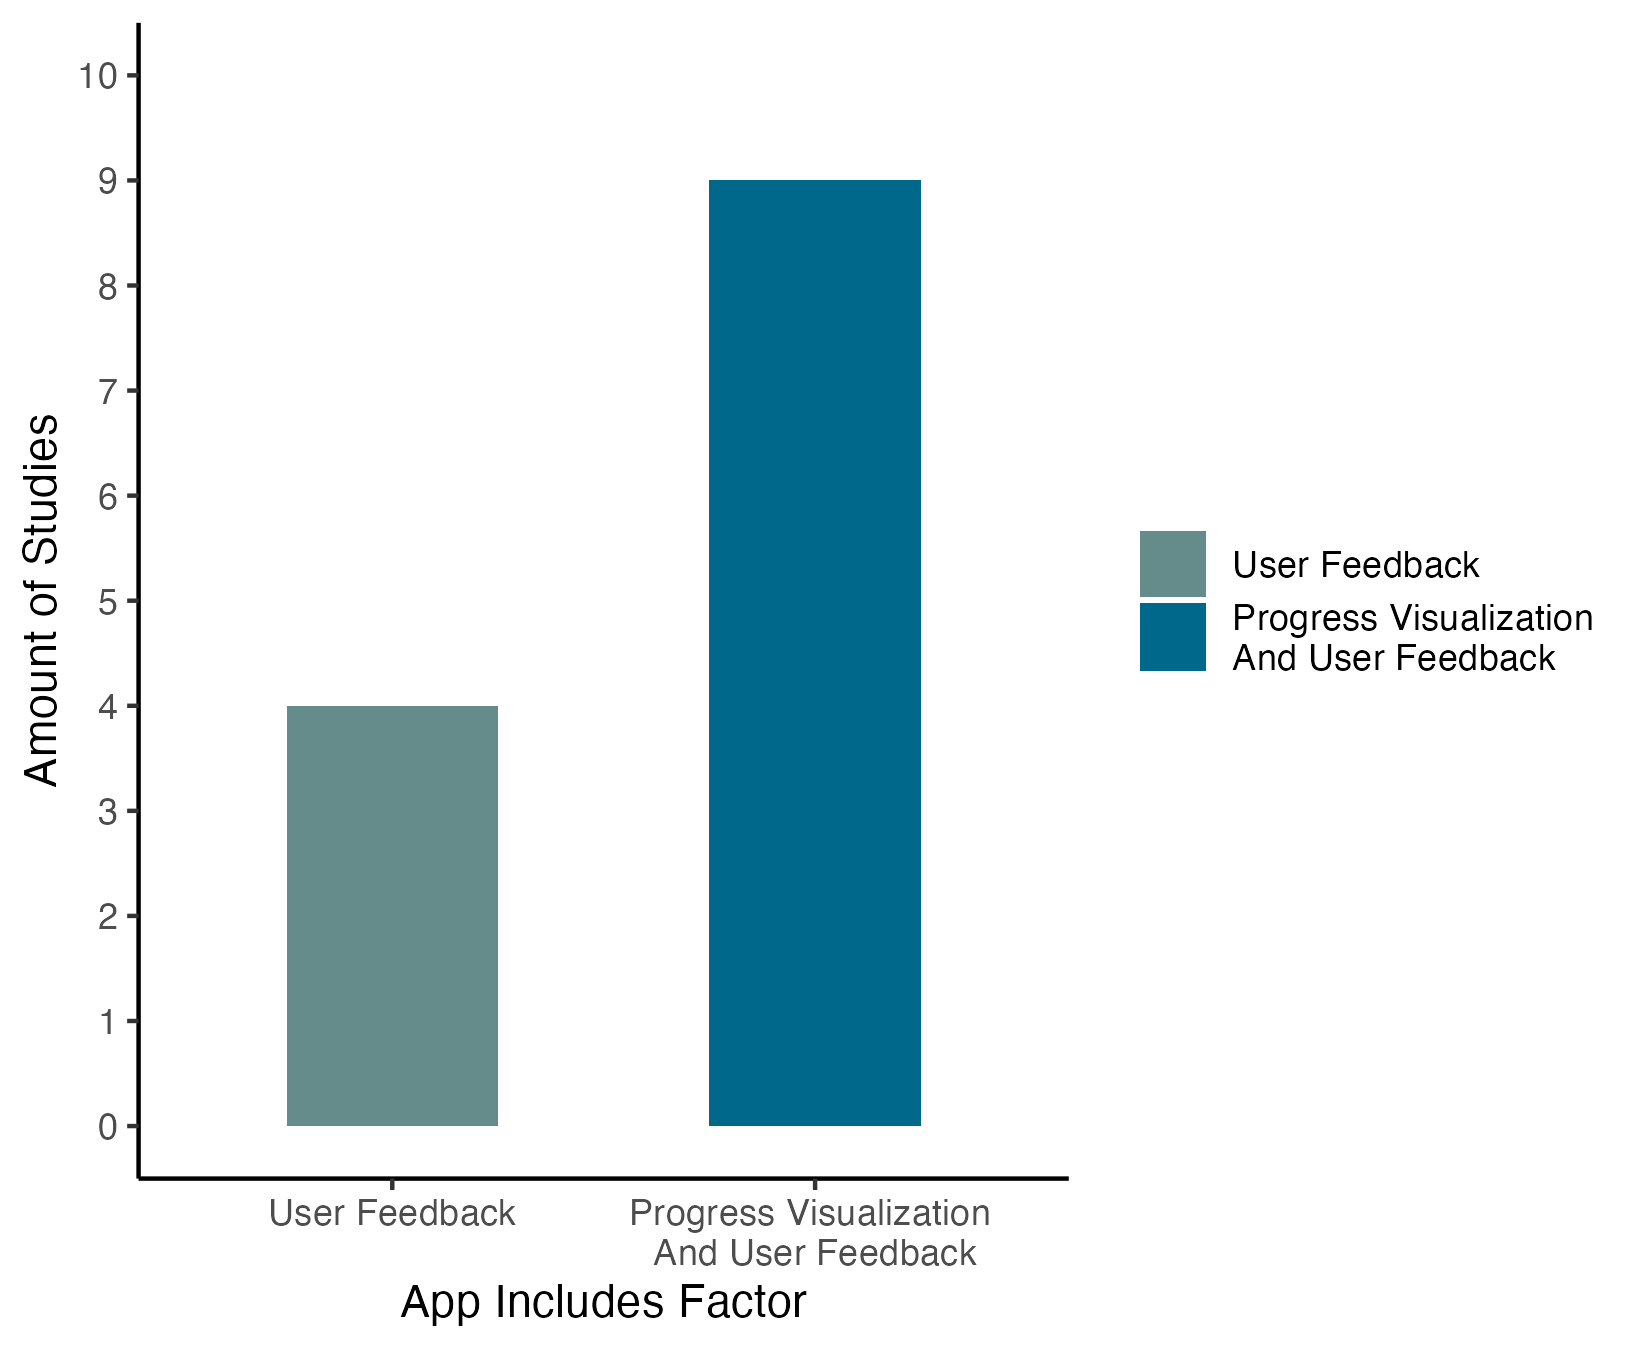 Amount of Studies
10
9
8
7
6
5
4
3
2
1
0
User Feedback
Progress Visualization
And User Feedback
App Includes Factor
User Feedback
Progress Visualization
And User Feedback